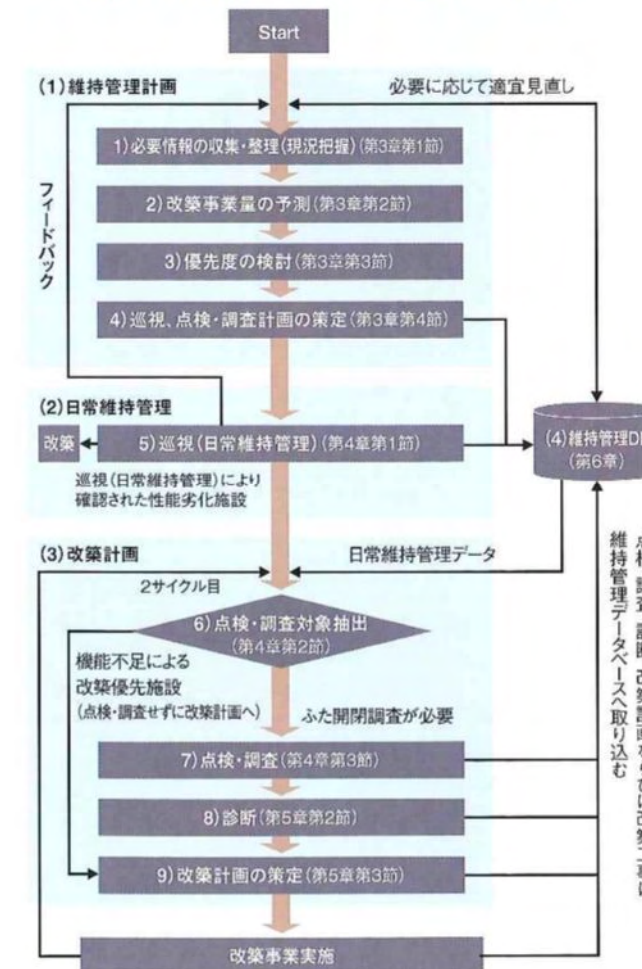 Start
(1)維持管理計画
必要に応じて適宜見直し
1)必要情報の収集・整理(現況把握)(第3章第1節)
2)改築事業量の予測(第3章第2節)
3)優先度の検討(第3章第3節)
4)巡視、点検・調査計画の策定(第3章第4節)
フィードバック
(2)日常維持管理
改築
5)巡視(日常維持管理)(第4章第1節)
巡視(日常維持管理)により
確認された性能劣化施設
(4)維持管理D
(第6章)
(3)改築計画
日常維持管理データ
2サイクル目
6)点検・調査対象抽出
(第4章第2節)
機能不足による
改築優先施設
(点検・調査せずに改築計画へ)
ふた開閉調査が必要
7)点検・調査(第4章第3節)
8)診断(第5章第2節)
9)改築計画の策定(第5章第3節)
改築事業実施
維持管理データベースへ取り込む